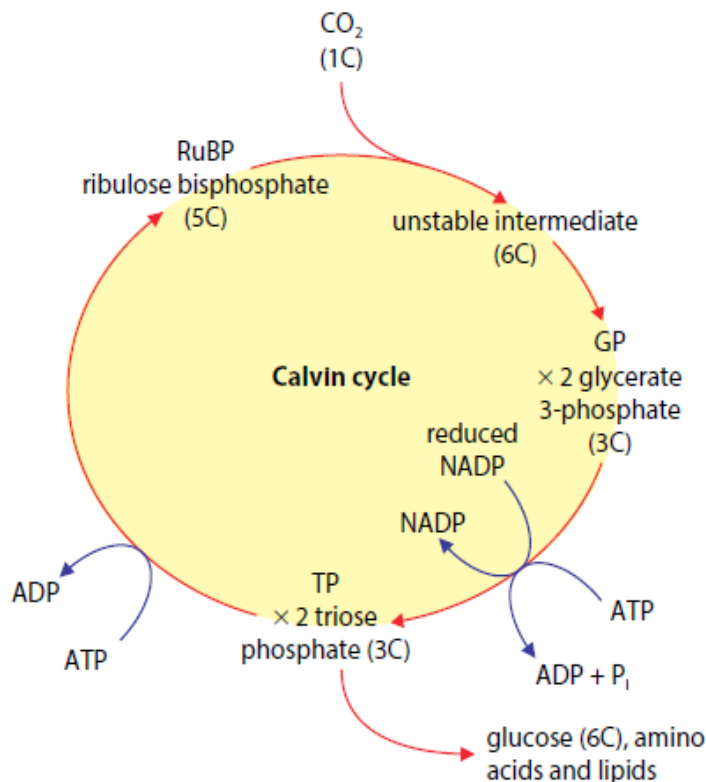 CO₂
(1C)
RuBP
ribulose bisphosphate
(5C)
unstable intermediate
(6C)
GP
× 2 glycerate
3-phosphate
(3C)
Calvin cycle
reduced
NADP
NADP
ADP
ATP
TP
× 2 triose
phosphate (3C)
ATP
ADP + Pᵢ
glucose (6C), amino
acids and lipids